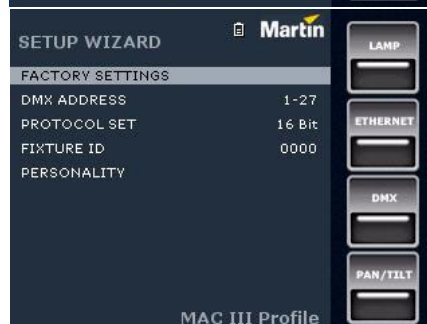 SETUP WIZARD
Martin
FACTORY SETTINGS
DMX ADDRESS 1-27
PROTOCOL SET 16 Bit
FIXTURE ID 0000
PERSONALITY
MAC III Profile
LAMP
ETHERNET
DMX
PAN/TILT